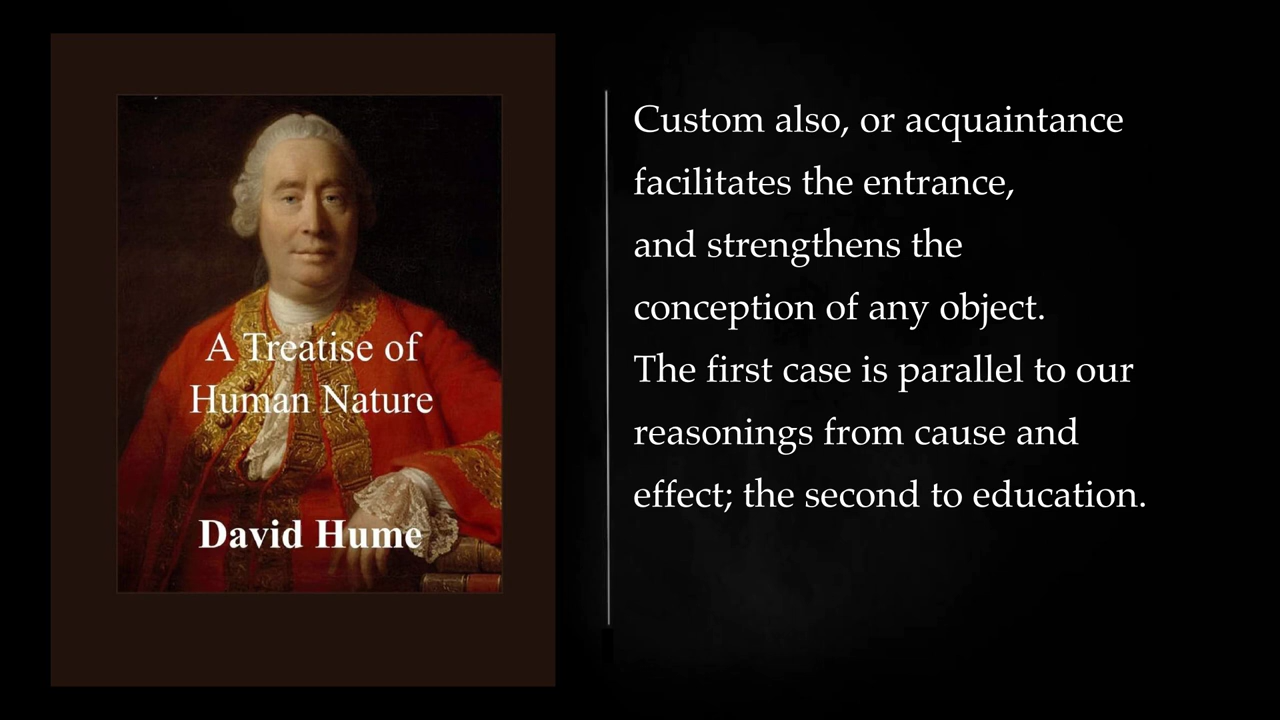 A Treatise of
Human Nature
David Hume
Custom also, or acquaintance
facilitates the entrance,
and strengthens the
conception of any object.
The first case is parallel to our
reasonings from cause and
effect; the second to education.